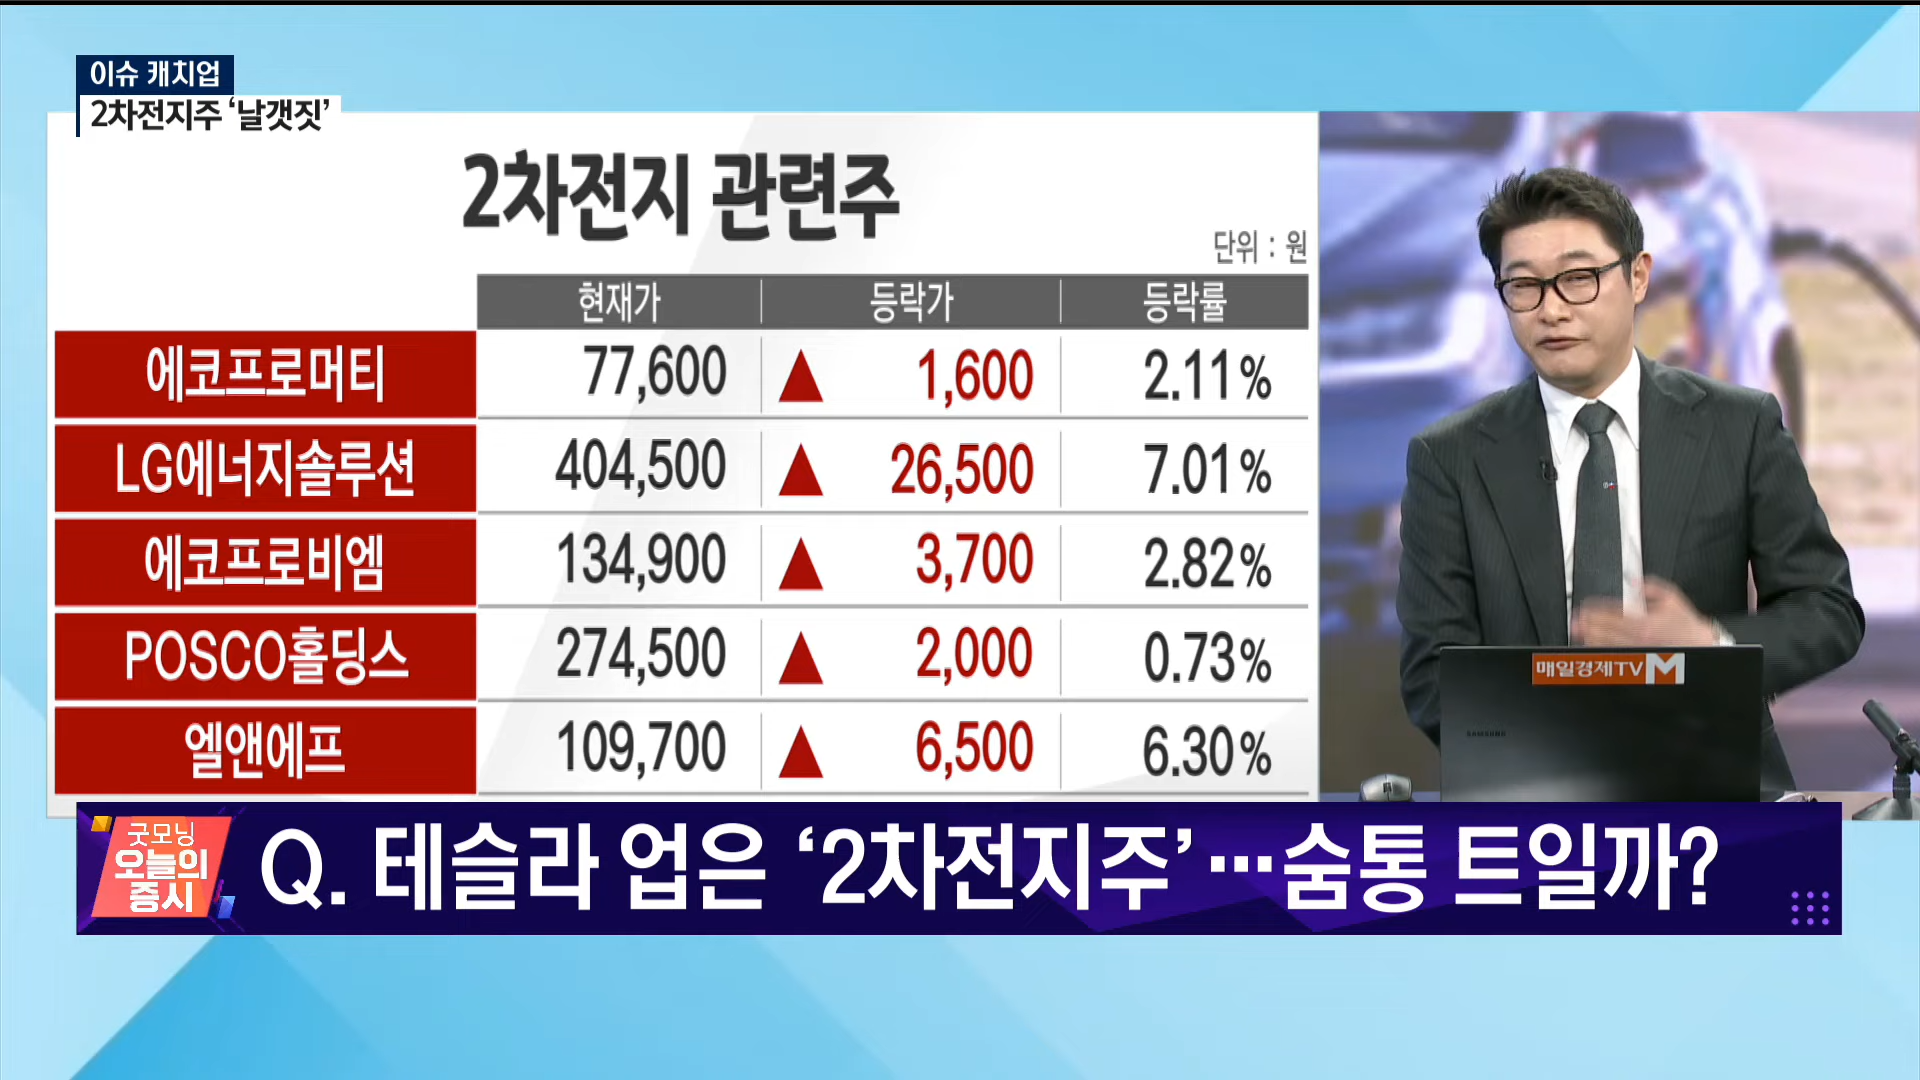 이슈 캐치업
2차전지주 ‘날갯짓’
2차전지 관련주
단위 : 원
현재가 등락가 등락률
에코프로머티 77,600 ▲ 1,600 2.11%
LG에너지솔루션 404,500 ▲ 26,500 7.01%
에코프로비엠 134,900 ▲ 3,700 2.82%
POSCO홀딩스 274,500 ▲ 2,000 0.73%
엘앤에프 109,700 ▲ 6,500 6.30%
매일경제TV M
SAMSUNG
굿모닝
오늘의
증시
Q. 테슬라 업은 ‘2차전지주’…숨통 트일까?